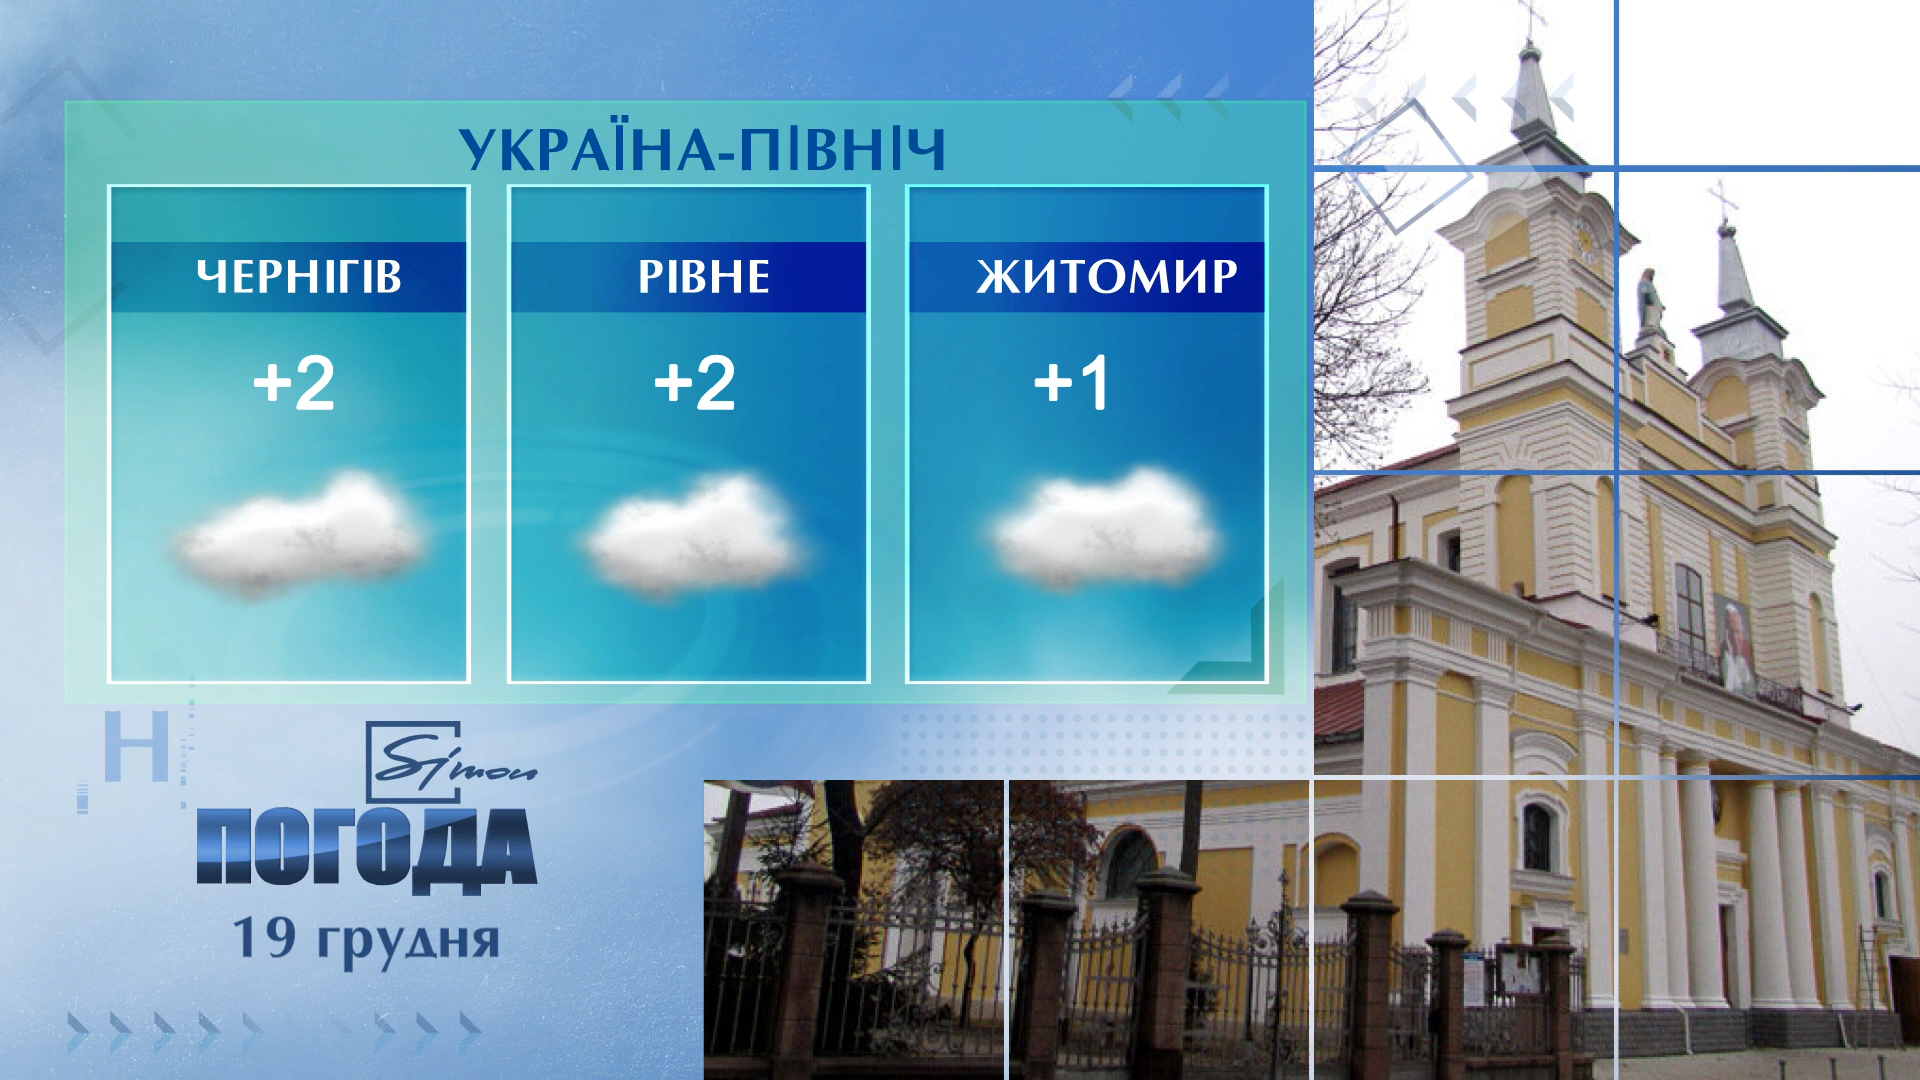 УКРАЇНА-ПІВНІЧ
ЧЕРНІГІВ
РІВНЕ
ЖИТОМИР
+2
+2
+1
Н
Simon
ПОГОДА
19 грудня